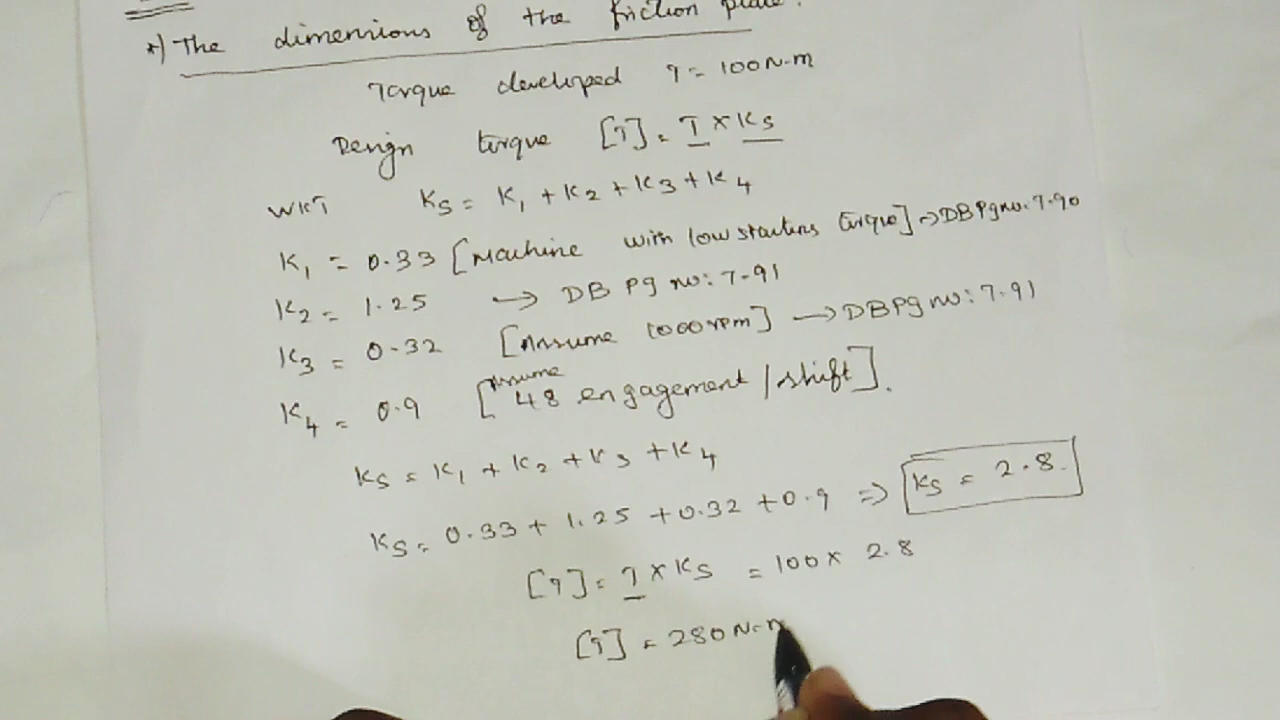 *) The dimensions of the friction plate.
Torque developed T = 100 N-m
Design torque [T] = T × Ks
WKT Ks = K1 + K2 + K3 + K4
K1 = 0.33 [Machine with low starting torque] → DB Pg no: 7.90
K2 = 1.25 → DB Pg no: 7.91
K3 = 0.32 [Assume 1000 rpm] → DB Pg no: 7.91
K4 = 0.9 [Assume 48 engagement / shift].
Ks = K1 + K2 + K3 + K4
Ks = 0.33 + 1.25 + 0.32 + 0.9 => Ks = 2.8.
[T] = T × Ks = 100 × 2.8
[T] = 280 N-m